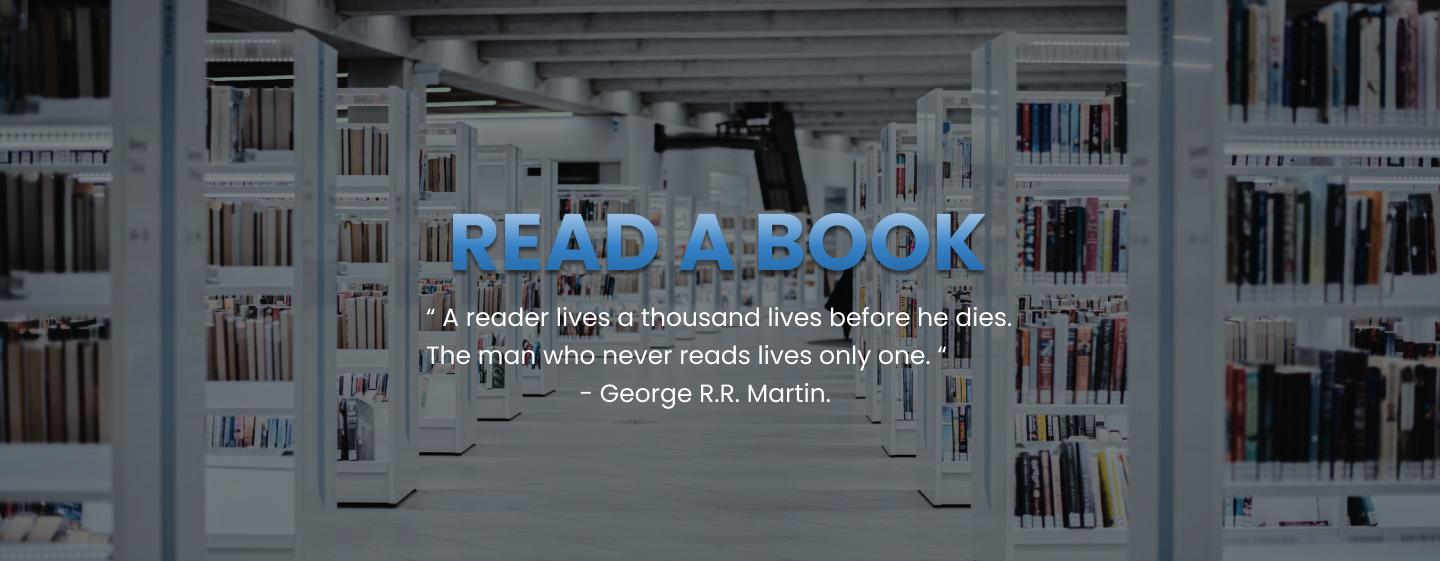 READ A BOOK
“ A reader lives a thousand lives before he dies.
The man who never reads lives only one. “
- George R.R. Martin.